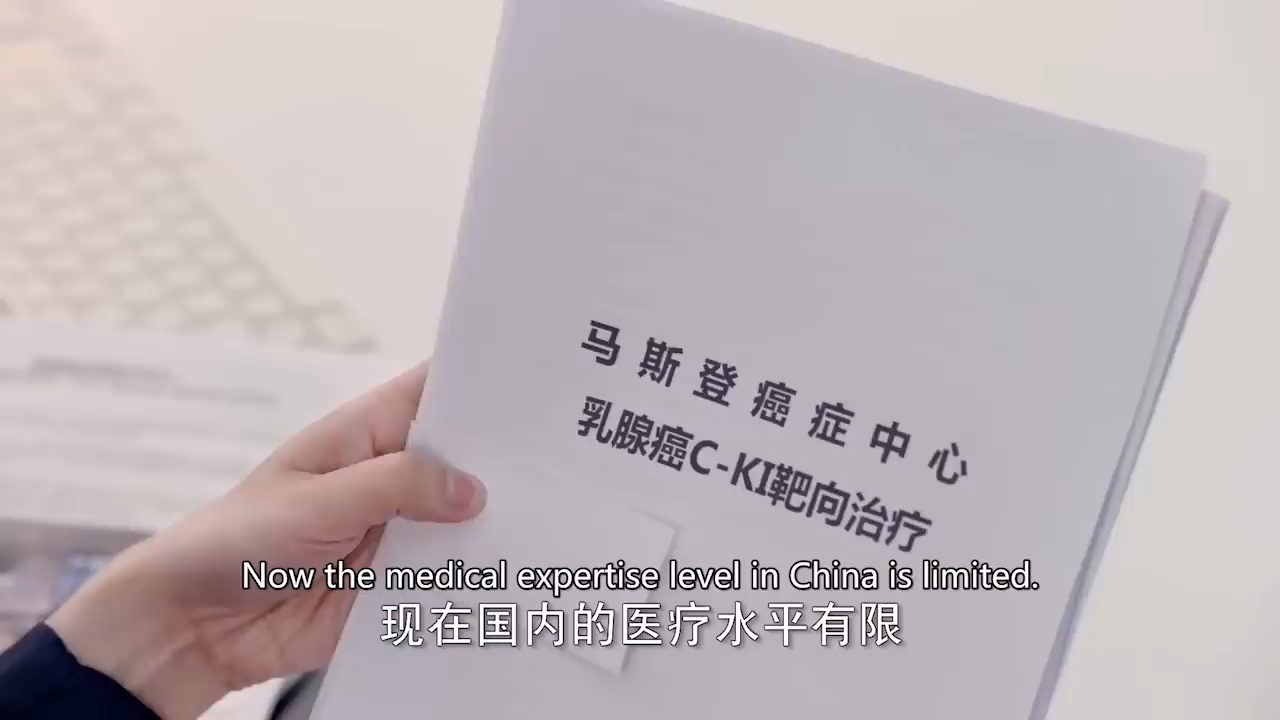 马斯登癌症中心
乳腺癌C-KI靶向治疗
Now the medical expertise level in China is limited.
现在国内的医疗水平有限